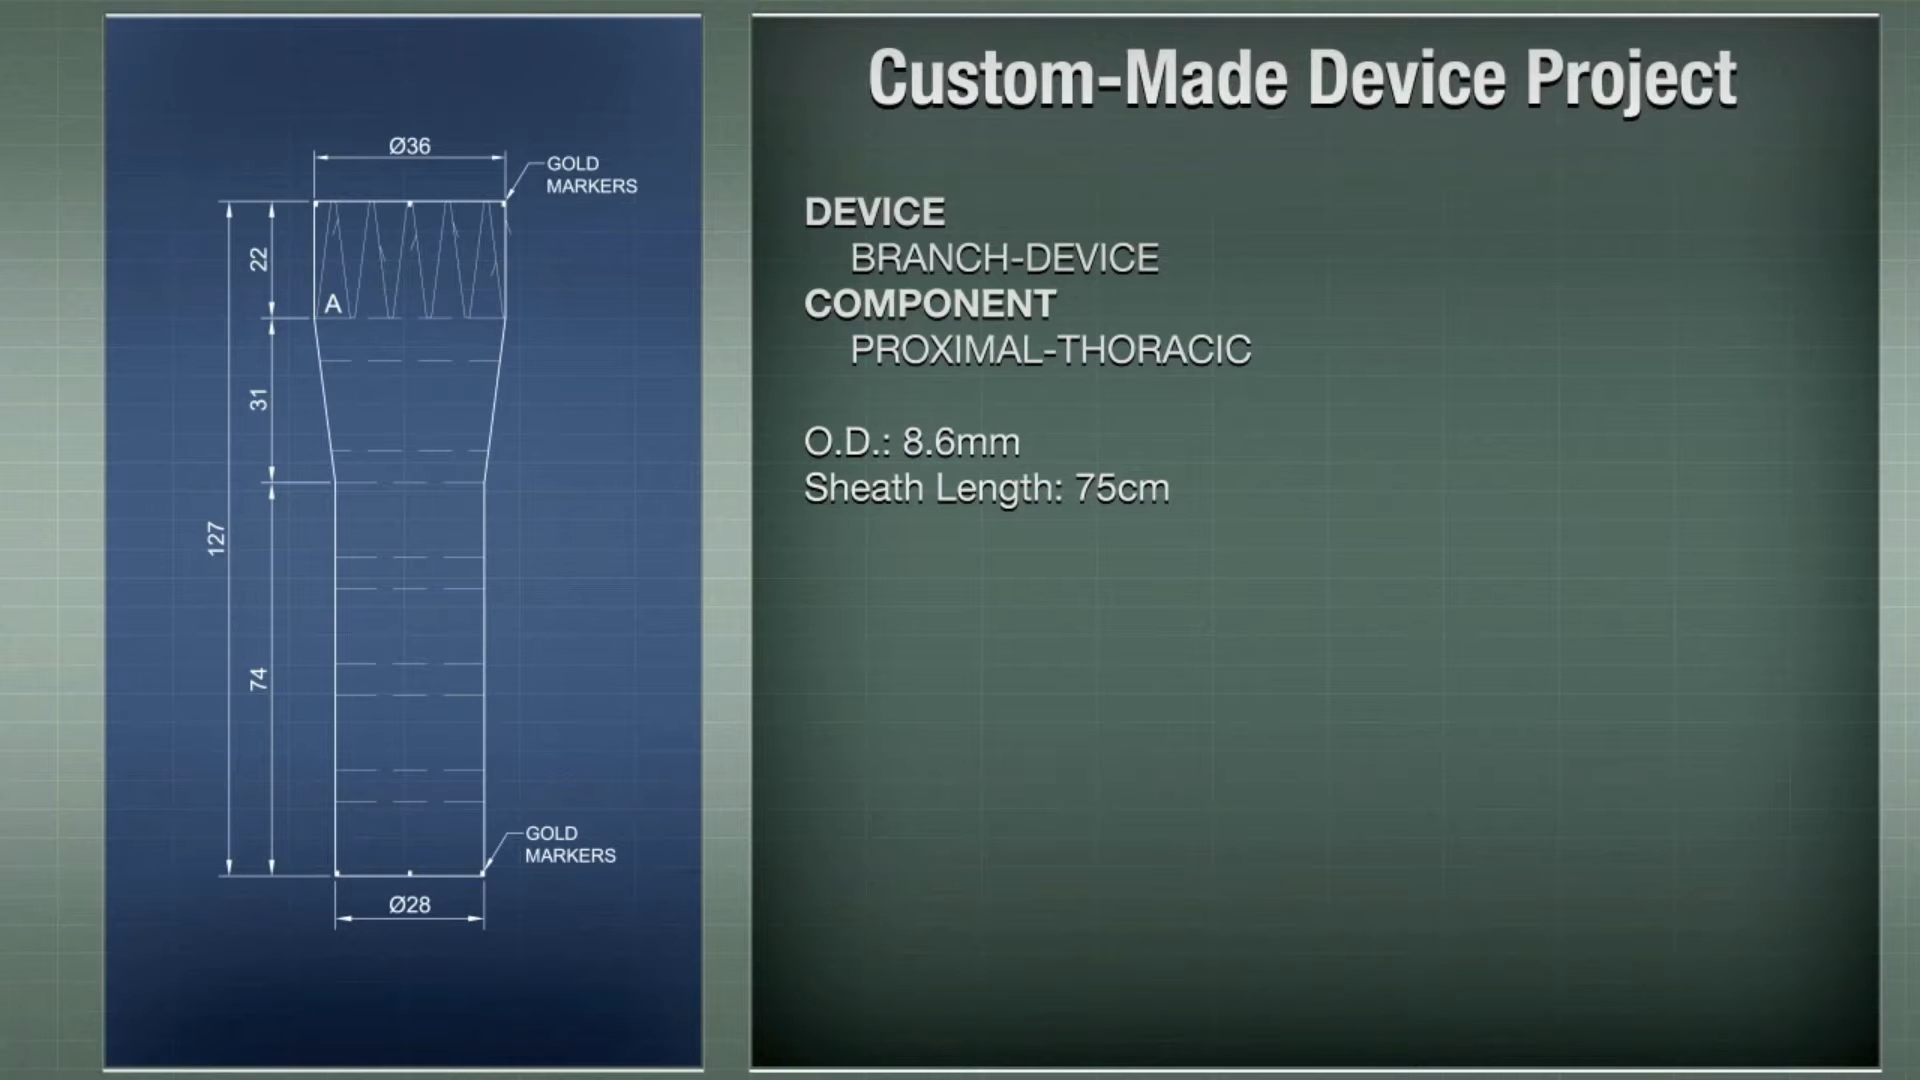 Custom-Made Device Project
Ø36
GOLD
MARKERS
22
A
31
127
74
GOLD
MARKERS
Ø28
DEVICE
BRANCH-DEVICE
COMPONENT
PROXIMAL-THORACIC
O.D.: 8.6mm
Sheath Length: 75cm